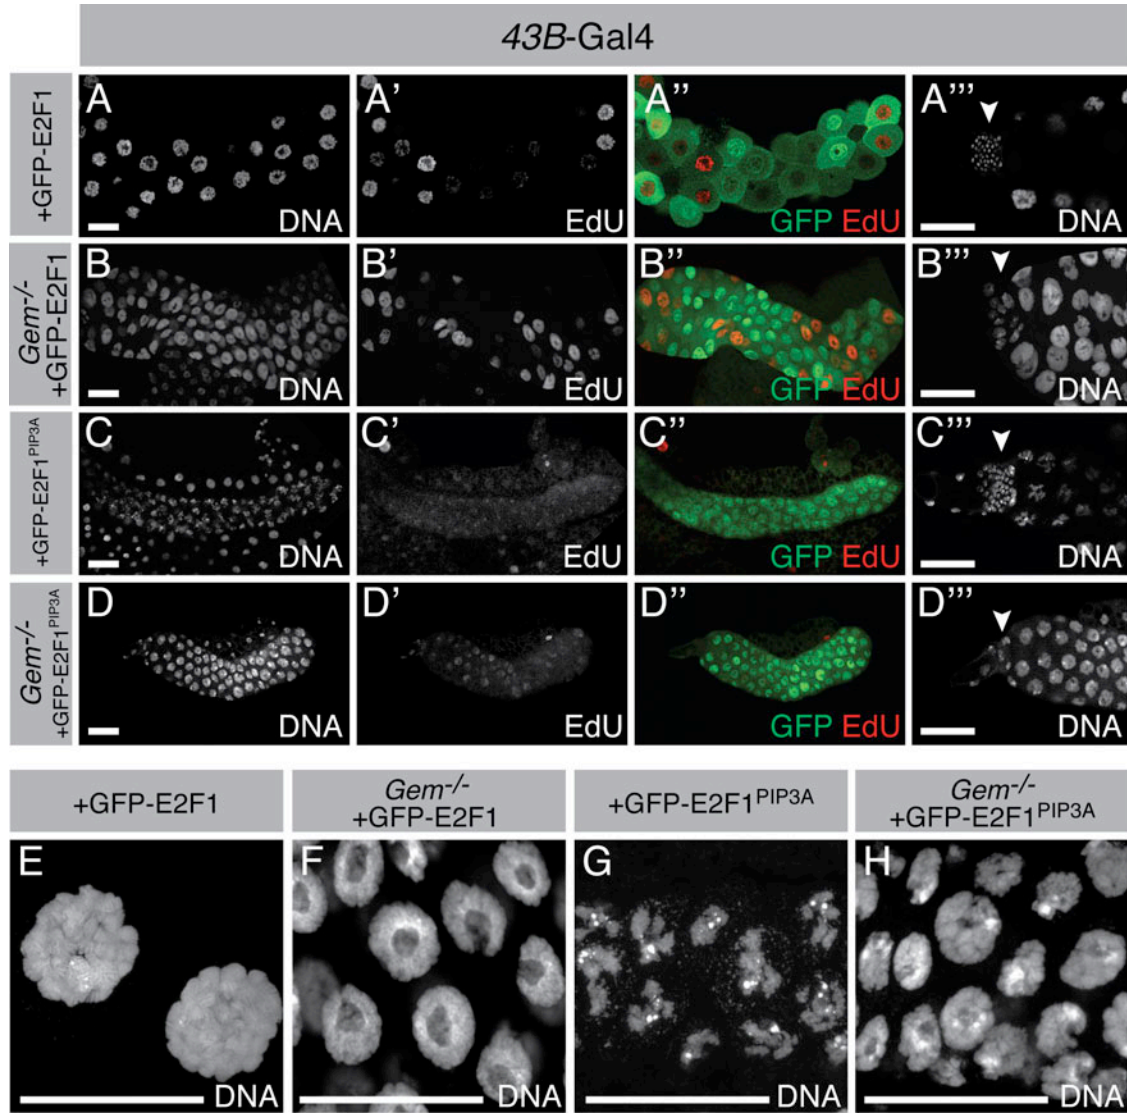 43B-Gal4
+GFP-E2F1
A
DNA
A'
EdU
A''
GFP EdU
A'''
DNA
Gem-/-
+GFP-E2F1
B
DNA
B'
EdU
B''
GFP EdU
B'''
DNA
+GFP-E2F1PIP3A
C
DNA
C'
EdU
C''
GFP EdU
C'''
DNA
Gem-/-
+GFP-E2F1PIP3A
D
DNA
D'
EdU
D''
GFP EdU
D'''
DNA
+GFP-E2F1
Gem-/-
+GFP-E2F1
+GFP-E2F1PIP3A
Gem-/-
+GFP-E2F1PIP3A
E
DNA
F
DNA
G
DNA
H
DNA